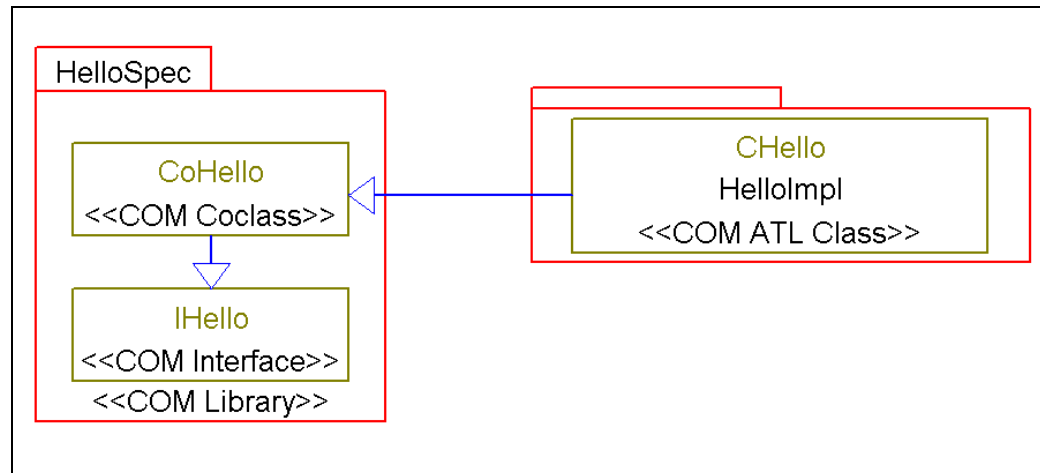 HelloSpec
CoHello
<<COM Coclass>>
IHello
<<COM Interface>>
<<COM Library>>
CHello
HelloImpl
<<COM ATL Class>>